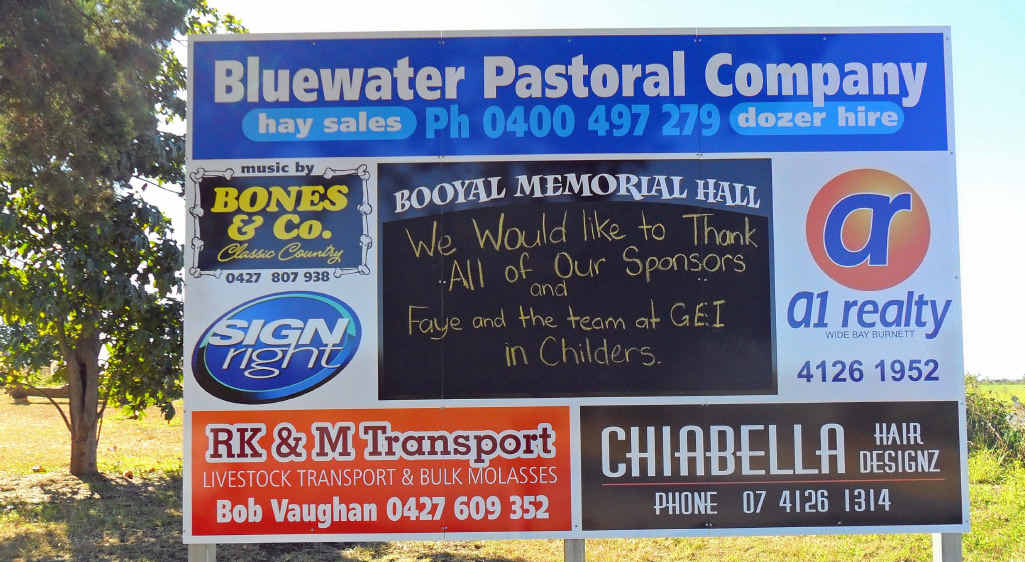 Bluewater Pastoral Company
hay sales Ph 0400 497 279 dozer hire
music by
BONES
& Co.
Classic Country
0427 807 938
SIGN
right
BOOYAL MEMORIAL HALL
We Would like to Thank
All of Our Sponsors
and
Faye and the team at G.E.I
in Childers.
a1
a1 realty
WIDE BAY BURNETT
4126 1952
RK & M Transport
LIVESTOCK TRANSPORT & BULK MOLASSES
Bob Vaughan 0427 609 352
CHIABELLA HAIR
DESIGNZ
PHONE 07 4126 1314